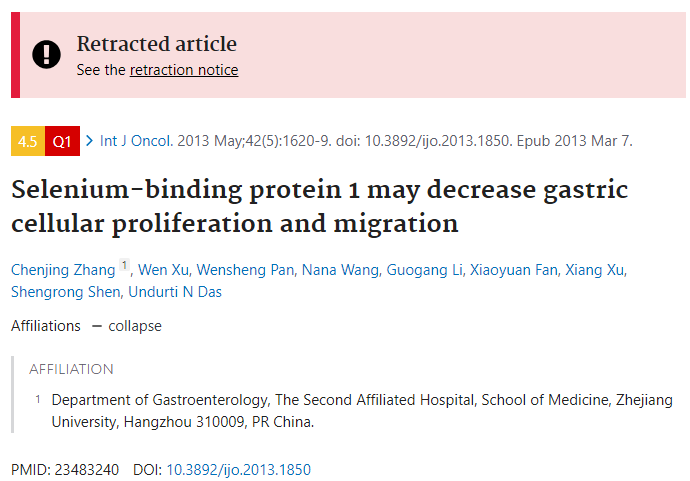 Retracted article
See the retraction notice
4.5 Q1 > Int J Oncol. 2013 May;42(5):1620-9. doi: 10.3892/ijo.2013.1850. Epub 2013 Mar 7.
Selenium-binding protein 1 may decrease gastric
cellular proliferation and migration
Chenjing Zhang 1, Wen Xu, Wensheng Pan, Nana Wang, Guogang Li, Xiaoyuan Fan, Xiang Xu,
Shengrong Shen, Undurti N Das
Affiliations — collapse
AFFILIATION
1 Department of Gastroenterology, The Second Affiliated Hospital, School of Medicine, Zhejiang
University, Hangzhou 310009, PR China.
PMID: 23483240 DOI: 10.3892/ijo.2013.1850